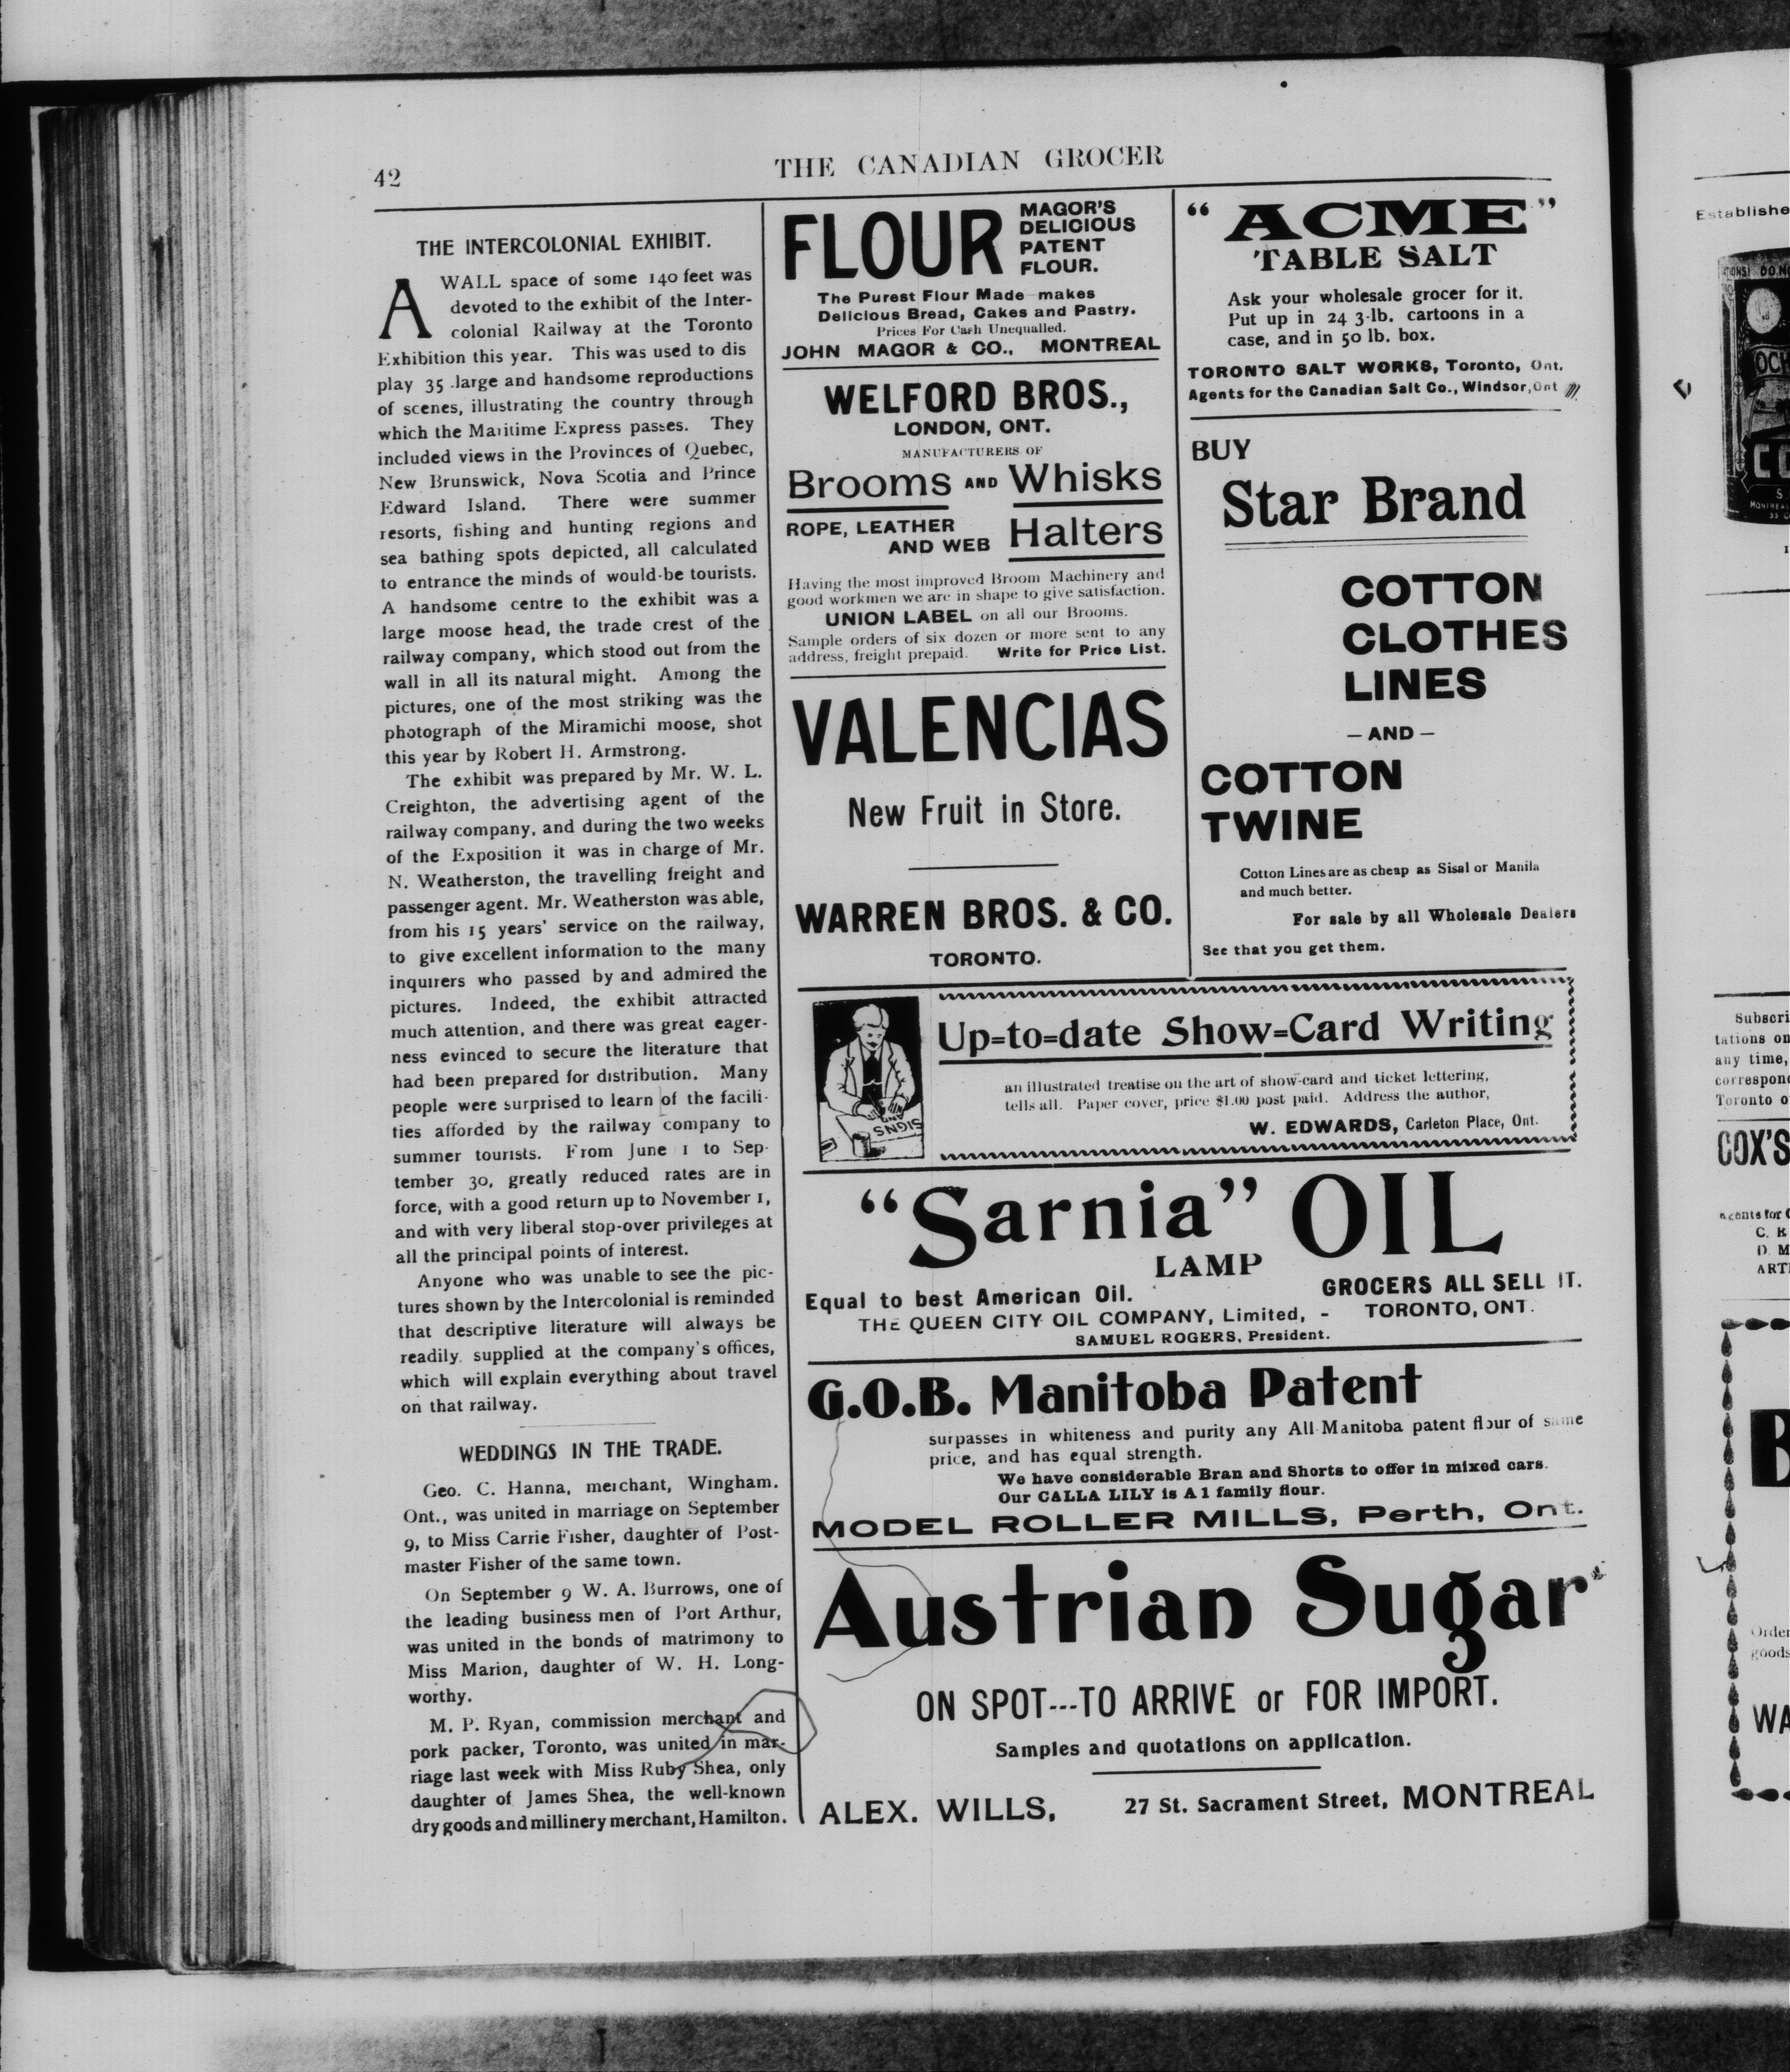 42
THE CANADIAN GROCER
THE INTERCOLONIAL EXHIBIT.
A WALL space of some 140 feet was
devoted to the exhibit of the Inter-
colonial Railway at the Toronto
Exhibition this year. This was used to dis
play 35 large and handsome reproductions
of scenes, illustrating the country through
which the Maritime Express passes. They
included views in the Provinces of Quebec,
New Brunswick, Nova Scotia and Prince
Edward Island. There were summer
resorts, fishing and hunting regions and
sea bathing spots depicted, all calculated
to entrance the minds of would-be tourists.
A handsome centre to the exhibit was a
large moose head, the trade crest of the
railway company, which stood out from the
wall in all its natural might. Among the
pictures, one of the most striking was the
photograph of the Miramichi moose, shot
this year by Robert H. Armstrong.
The exhibit was prepared by Mr. W. L.
Creighton, the advertising agent of the
railway company, and during the two weeks
of the Exposition it was in charge of Mr.
N. Weatherston, the travelling freight and
passenger agent. Mr. Weatherston was able,
from his 15 years' service on the railway,
to give excellent information to the many
inquirers who passed by and admired the
pictures. Indeed, the exhibit attracted
much attention, and there was great eager-
ness evinced to secure the literature that
had been prepared for distribution. Many
people were surprised to learn of the facili-
ties afforded by the railway company to
summer tourists. From June 1 to Sep-
tember 30, greatly reduced rates are in
force, with a good return up to November 1,
and with very liberal stop-over privileges at
all the principal points of interest.
Anyone who was unable to see the pic-
tures shown by the Intercolonial is reminded
that descriptive literature will always be
readily supplied at the company's offices,
which will explain everything about travel
on that railway.
WEDDINGS IN THE TRADE.
Geo. C. Hanna, merchant, Wingham.
Ont., was united in marriage on September
9, to Miss Carrie Fisher, daughter of Post-
master Fisher of the same town.
On September 9 W. A. Burrows, one of
the leading business men of Port Arthur,
was united in the bonds of matrimony to
Miss Marion, daughter of W. H. Long-
worthy.
M. P. Ryan, commission merchant and
pork packer, Toronto, was united in mar-
riage last week with Miss Ruby Shea, only
daughter of James Shea, the well-known
dry goods and millinery merchant, Hamilton.
FLOUR
MAGOR'S
DELICIOUS
PATENT
FLOUR.
The Purest Flour Made makes
Delicious Bread, Cakes and Pastry.
Prices For Cash Unequalled.
JOHN MAGOR & CO., MONTREAL
WELFORD BROS.,
LONDON, ONT.
MANUFACTURERS OF
Brooms AND Whisks
ROPE, LEATHER
AND WEB Halters
Having the most improved Broom Machinery and
good workmen we are in shape to give satisfaction.
UNION LABEL on all our Brooms.
Sample orders of six dozen or more sent to any
address, freight prepaid. Write for Price List.
VALENCIAS
New Fruit in Store.
WARREN BROS. & CO.
TORONTO.
"ACME"
TABLE SALT
Ask your wholesale grocer for it.
Put up in 24 3-lb. cartoons in a
case, and in 50 lb. box.
TORONTO SALT WORKS, Toronto, Ont.
Agents for the Canadian Salt Co., Windsor, Ont
BUY
Star Brand
COTTON
CLOTHES
LINES
— AND —
COTTON
TWINE
Cotton Lines are as cheap as Sisal or Manila
and much better.
For sale by all Wholesale Dealers
See that you get them.
SIGNS
AND
Up=to=date Show=Card Writing
an illustrated treatise on the art of show-card and ticket lettering,
tells all. Paper cover, price $1.00 post paid. Address the author,
W. EDWARDS, Carleton Place, Ont.
"Sarnia" OIL
LAMP
Equal to best American Oil. GROCERS ALL SELL IT.
THE QUEEN CITY OIL COMPANY, Limited, - TORONTO, ONT.
SAMUEL ROGERS, President.
G.O.B. Manitoba Patent
surpasses in whiteness and purity any All-Manitoba patent flour of same
price, and has equal strength.
We have considerable Bran and Shorts to offer in mixed cars.
Our CALLA LILY is A 1 family flour.
MODEL ROLLER MILLS, Perth, Ont.
Austrian Sugar
ON SPOT---TO ARRIVE or FOR IMPORT.
Samples and quotations on application.
ALEX. WILLS, 27 St. Sacrament Street, MONTREAL
Establishe
DO NO
OCH
CO
MONTREAL
Subscri
tations on
any time,
correspond
Toronto o
COX'S
Agents for C
C. R
D. M
ARTI
B
Order
goods
WA